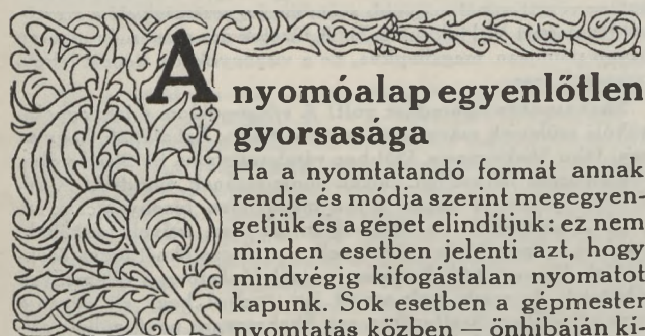 A nyomóalap egyenlőtlen
gyorsasága
Ha a nyomtatandó formát annak
rendje és módja szerint megegyen-
getjük és a gépet elindítjuk: ez nem
minden esetben jelenti azt, hogy
mindvégig kifogástalan nyomatot
kapunk. Sok esetben a gépmester
nyomtatás közben — önhibáján kí-